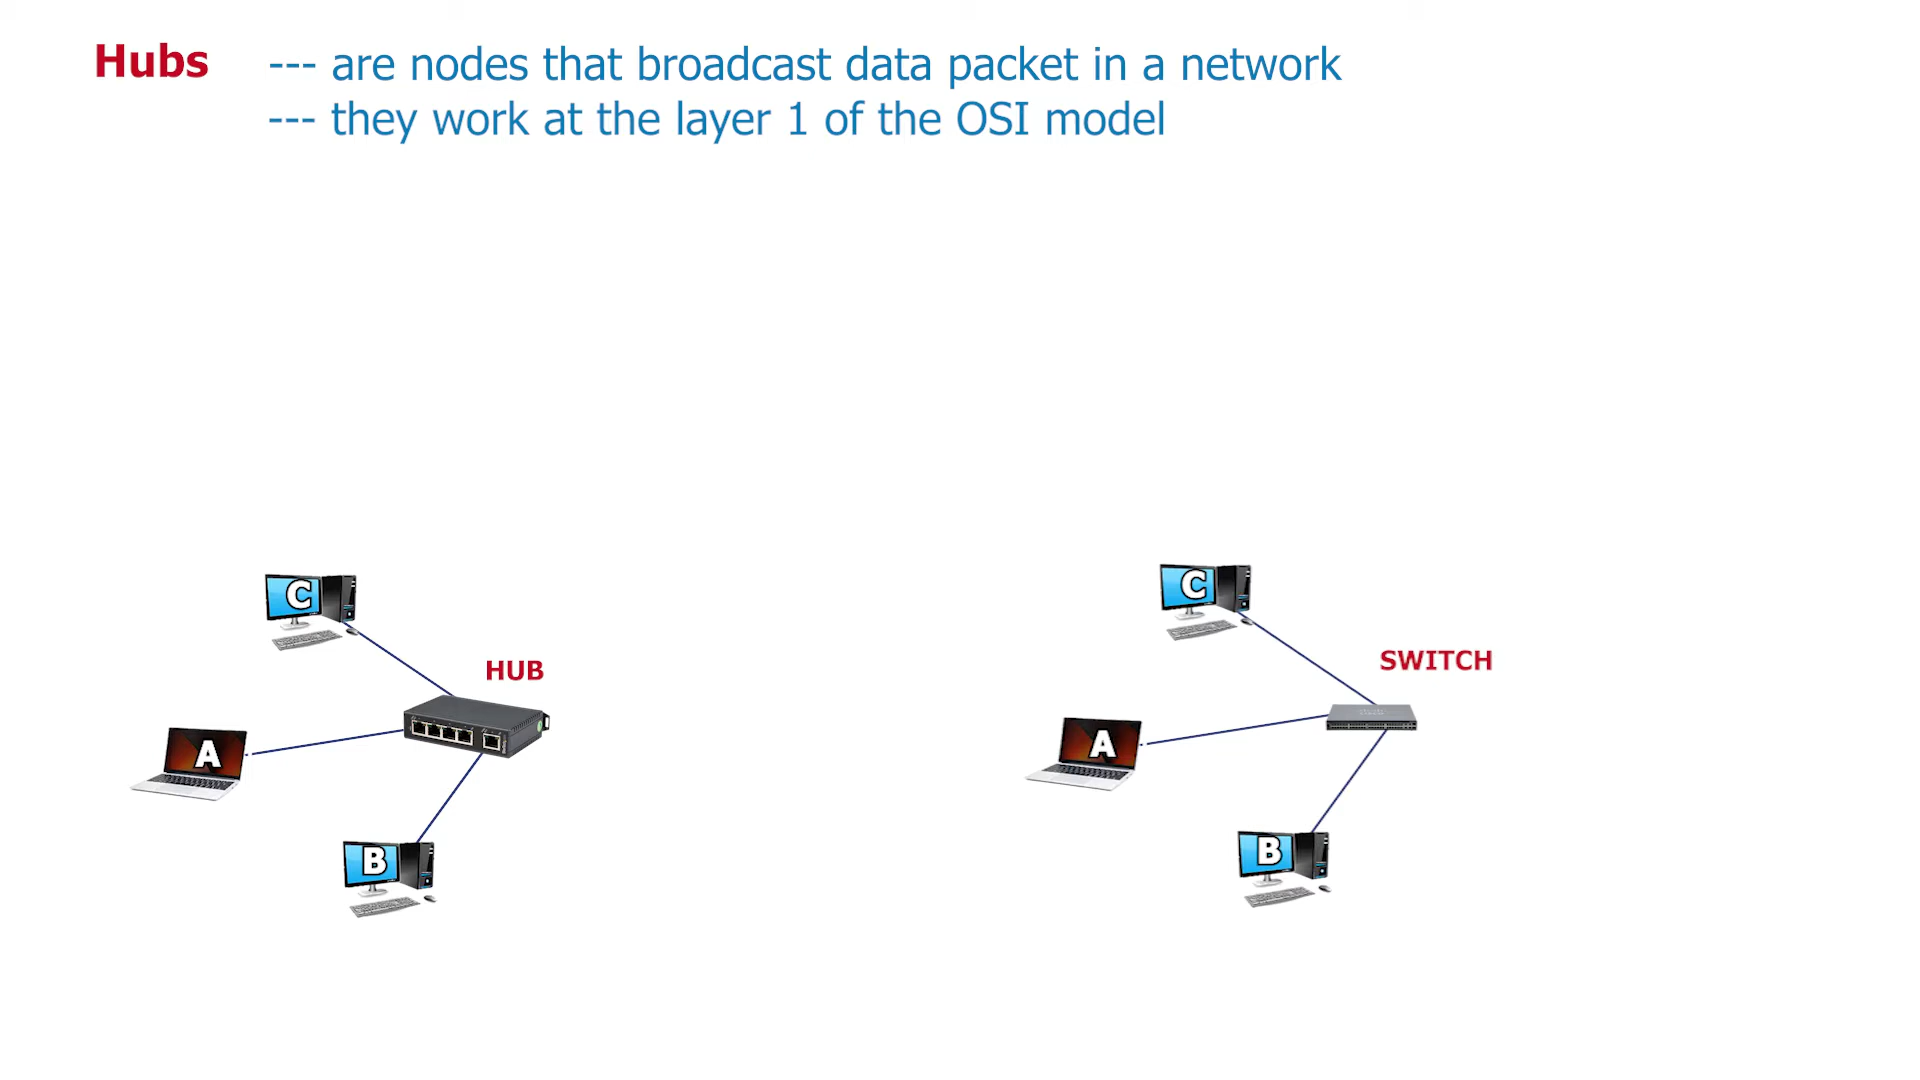 Hubs --- are nodes that broadcast data packet in a network
--- they work at the layer 1 of the OSI model
C
HUB
A
B
C
SWITCH
A
B